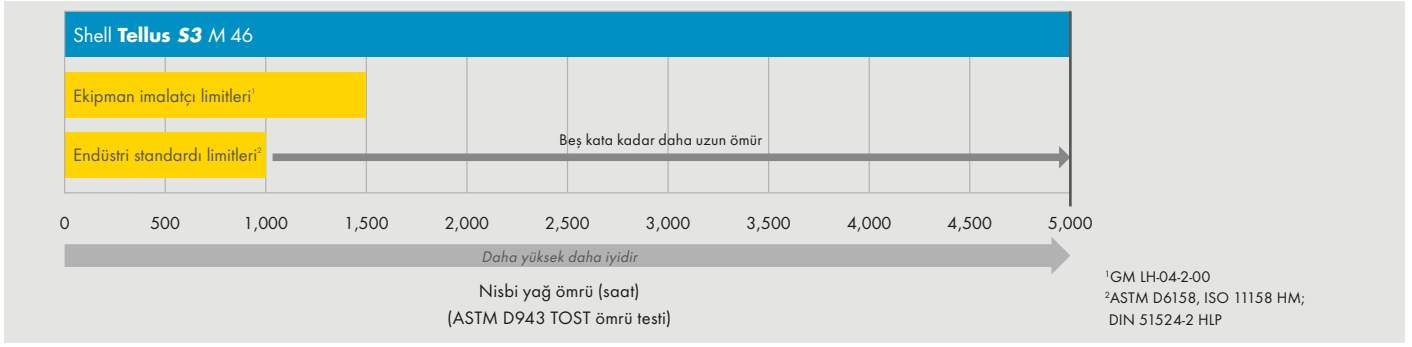 Shell Tellus S3 M 46
Ekipman imalatçı limitleri¹
Endüstri standardı limitleri²
Beş kata kadar daha uzun ömür
0 500 1,000 1,500 2,000 2,500 3,000 3,500 4,000 4,500 5,000
Daha yüksek daha iyidir
Nisbi yağ ömrü (saat)
(ASTM D943 TOST ömrü testi)
¹GM LH-04-2-00
²ASTM D6158, ISO 11158 HM;
DIN 51524-2 HLP